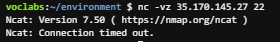 voclabs:~/environment $ nc -vz 35.170.145.27 22
Ncat: Version 7.50 ( https://nmap.org/ncat )
Ncat: Connection timed out.